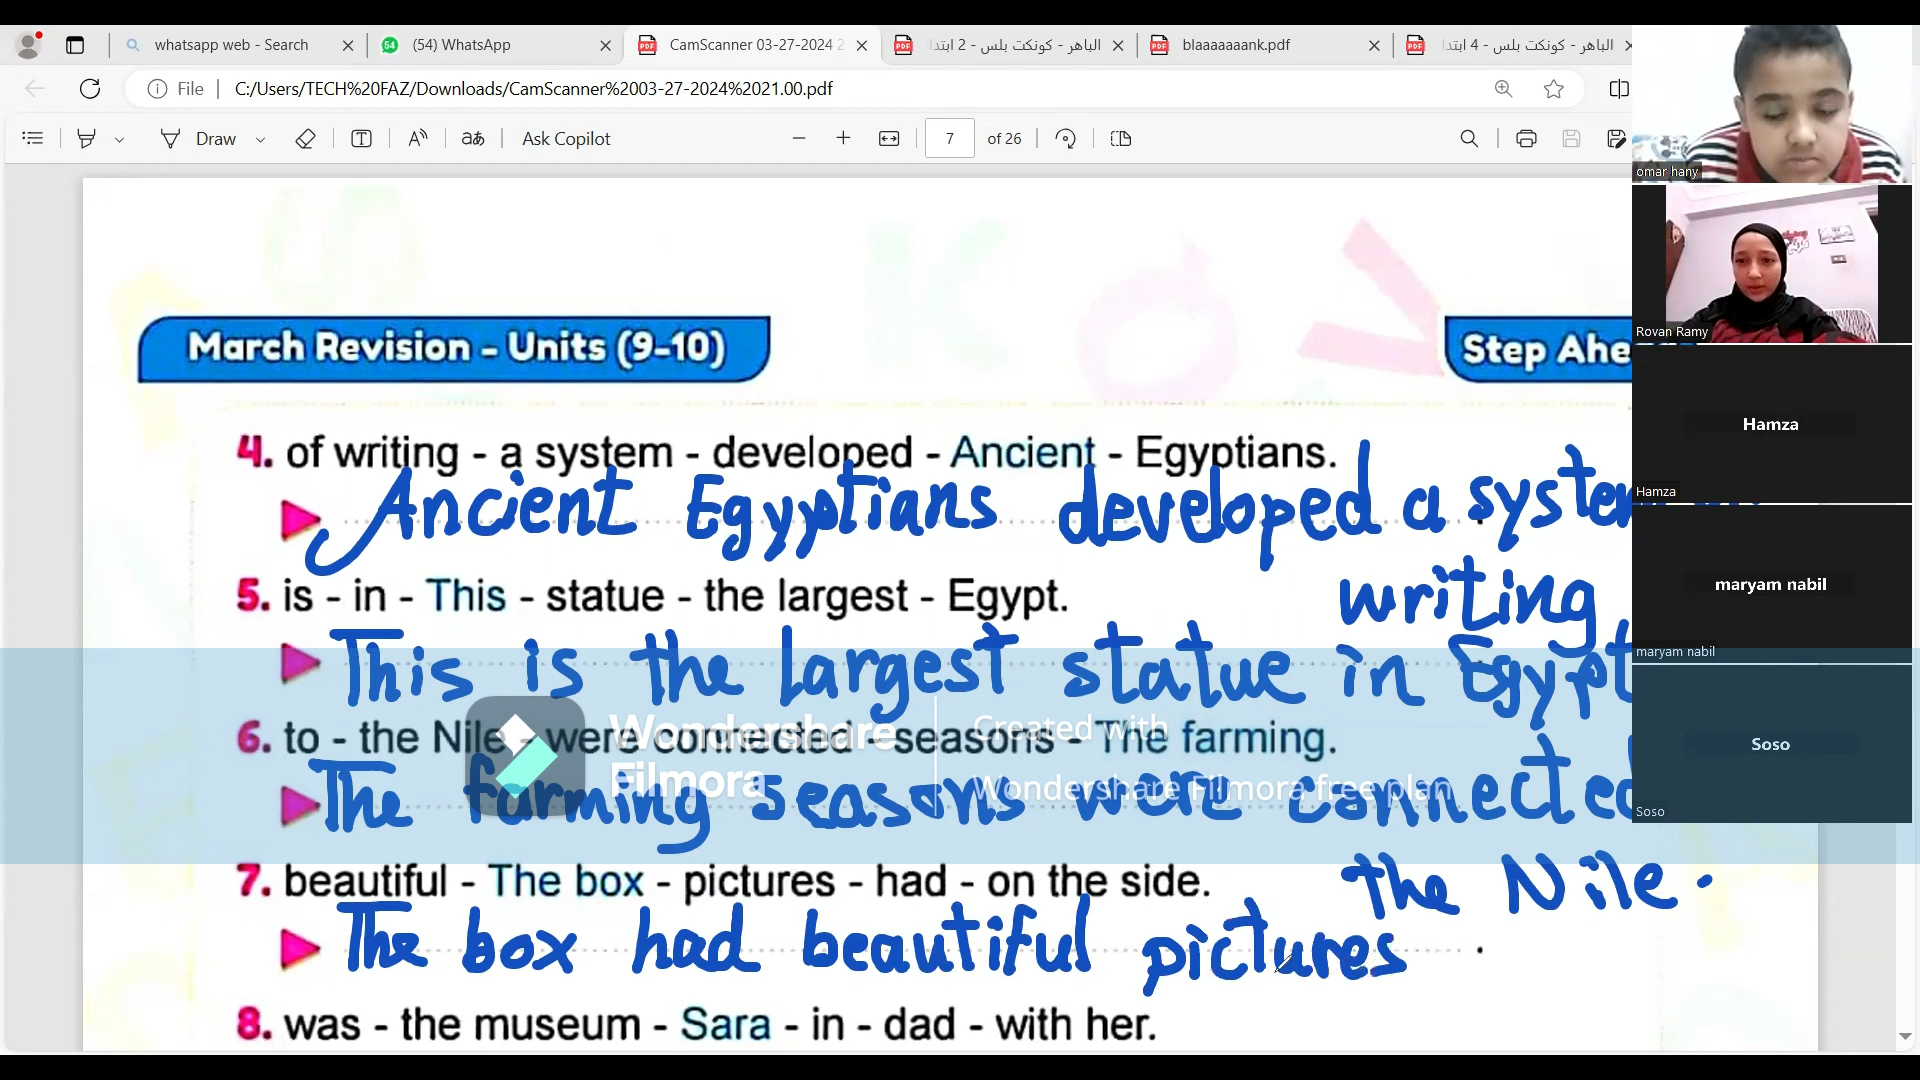 whatsapp web - Search
(54) WhatsApp
CamScanner 03-27-2024 2
الباهر - كونكت بلس - 2 ابتدا
blaaaaaaank.pdf
الباهر - كونكت بلس - 4 ابتدا
File
C:/Users/TECH%20FAZ/Downloads/CamScanner%2003-27-2024%2021.00.pdf
Draw
Ask Copilot
7 of 26
omar hany
Rovan Ramy
Hamza
Hamza
maryam nabil
maryam nabil
Soso
Soso
March Revision - Units (9-10)
Step Ahe
4. of writing - a system - developed - Ancient - Egyptians.
Ancient Egyptians developed a system
writing
5. is - in - This - statue - the largest - Egypt.
This is the largest statue in Egypt
6. to - the Nile - were connected - seasons - The farming.
The farming seasons were connected
the Nile.
7. beautiful - The box - pictures - had - on the side.
The box had beautiful pictures
8. was - the museum - Sara - in - dad - with her.
Wondershare Filmora
Created with
Wondershare Filmora free plan